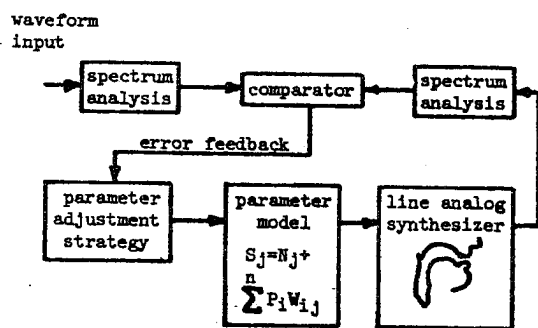 waveform
input
spectrum
analysis
comparator
spectrum
analysis
error feedback
parameter
adjustment
strategy
parameter
model
Sj=Nj+
n
∑ PiWij
line analog
synthesizer